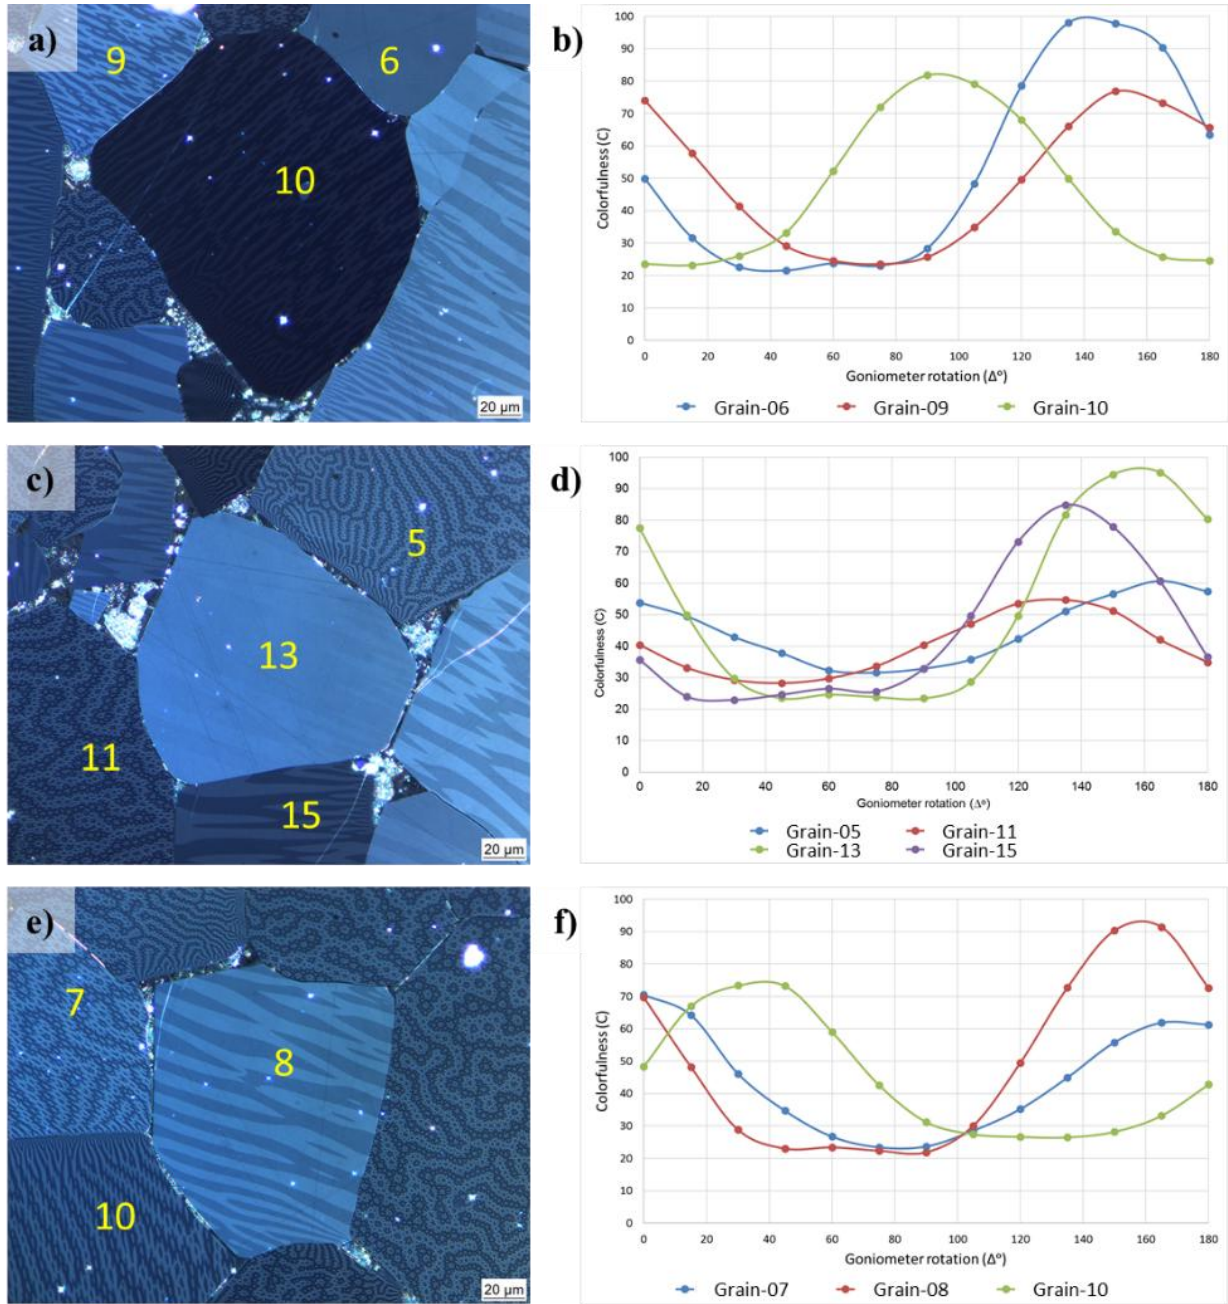 a)
9
6
10
20 µm
b)
Colorfulness (C)
100
90
80
70
60
50
40
30
20
10
0
0 20 40 60 80 100 120 140 160 180
Goniometer rotation (Δº)
Grain-06 Grain-09 Grain-10
c)
5
13
11
15
20 µm
d)
Colorfulness (C)
100
90
80
70
60
50
40
30
20
10
0
0 20 40 60 80 100 120 140 160 180
Goniometer rotation (Δº)
Grain-05 Grain-11
Grain-13 Grain-15
e)
7
8
10
20 µm
f)
Colorfulness (C)
100
90
80
70
60
50
40
30
20
10
0
0 20 40 60 80 100 120 140 160 180
Goniometer rotation (Δº)
Grain-07 Grain-08 Grain-10